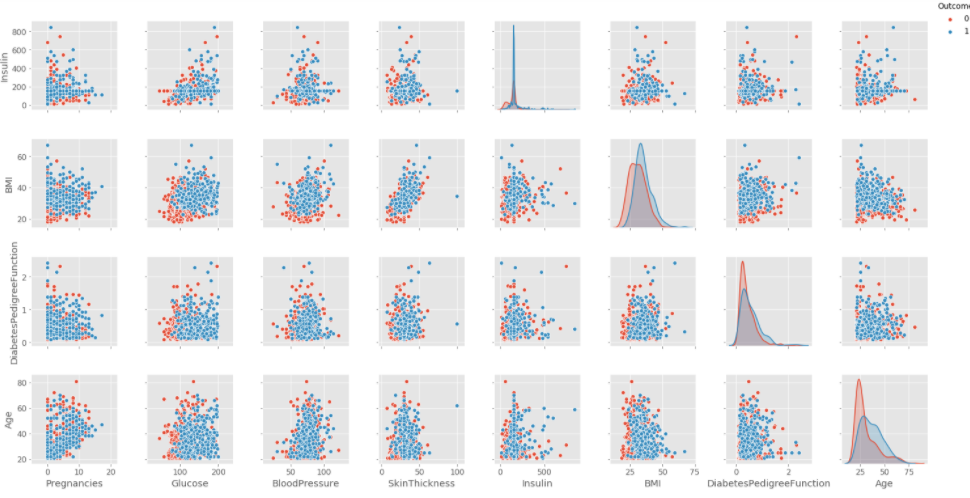 Outcome
0
1
800
600
400
200
0
Insulin
60
40
20
BMI
2
1
0
DiabetesPedigreeFunction
80
60
40
20
Age
0 10 20
100 200
50 100
0 50 100
0 500
25 50 75
0 2
25 50 75
Pregnancies Glucose BloodPressure SkinThickness Insulin BMI DiabetesPedigreeFunction Age